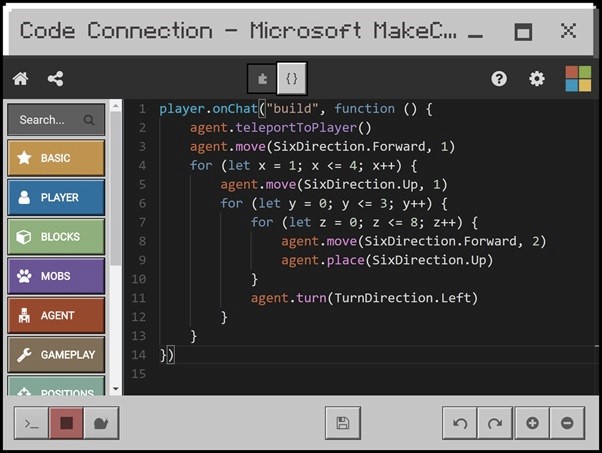 Code Connection - Microsoft MakeC...
{}
Search...
BASIC
PLAYER
BLOCKS
MOBS
AGENT
GAMEPLAY
POSITIONS
1 player.onChat("build", function () {
2     agent.teleportToPlayer()
3     agent.move(SixDirection.Forward, 1)
4     for (let x = 1; x <= 4; x++) {
5         agent.move(SixDirection.Up, 1)
6         for (let y = 0; y <= 3; y++) {
7             for (let z = 0; z <= 8; z++) {
8                 agent.move(SixDirection.Forward, 2)
9                 agent.place(SixDirection.Up)
10             }
11             agent.turn(TurnDirection.Left)
12         }
13     }
14 })
15